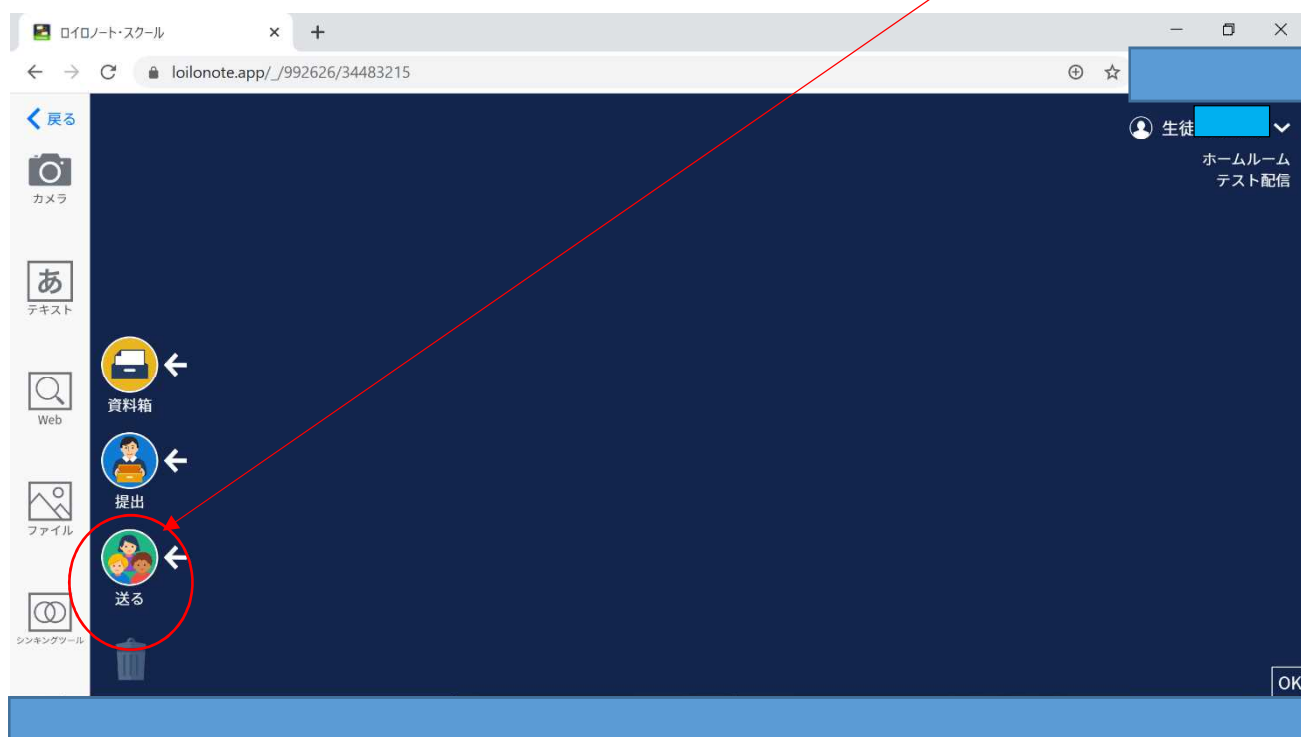 ロイロノート・スクール
loilonote.app/_/992626/34483215
戻る
生徒
ホームルーム
テスト配信
カメラ
あ
テキスト
Web
資料箱
提出
ファイル
送る
シンキングツール
OK